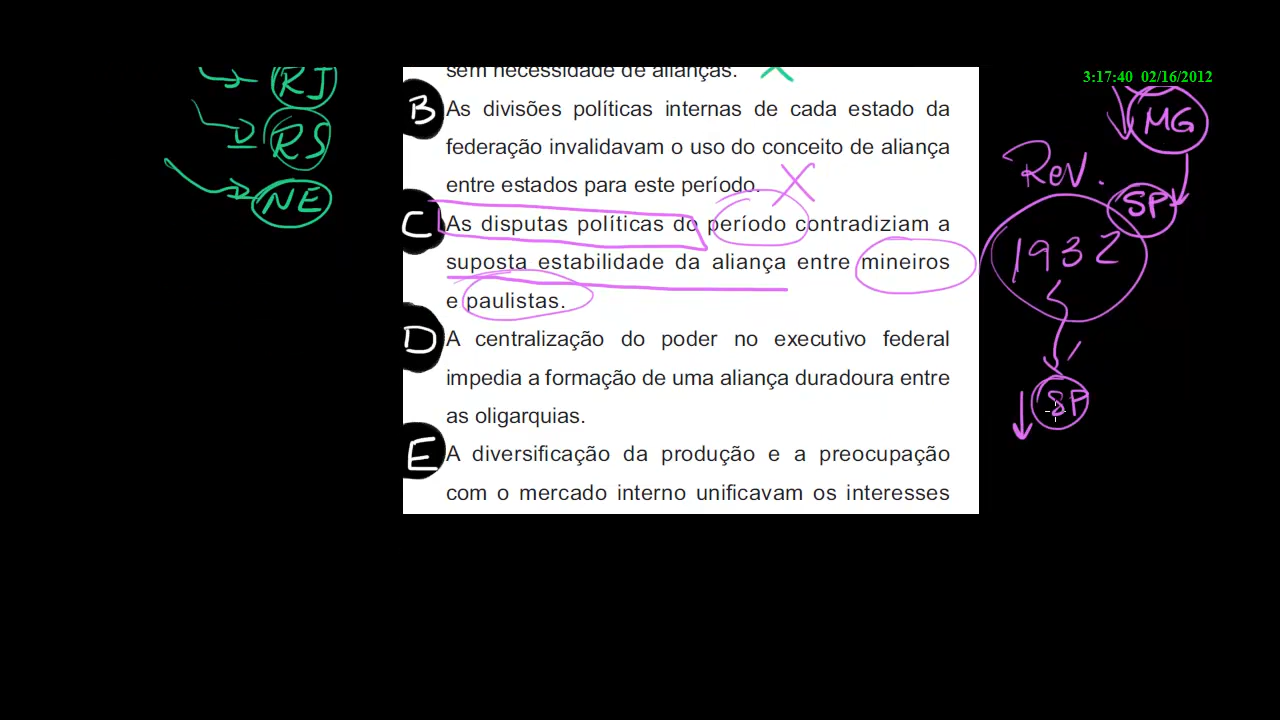 sem necessidade de alianças.
3:17:40 02/16/2012
RJ
B
As divisões políticas internas de cada estado da
MG
RS
federação invalidavam o uso do conceito de aliança
Rev.
NE
entre estados para este período.
X
SP
C
As disputas políticas do período contradiziam a
1932
suposta estabilidade da aliança entre mineiros
e paulistas.
D
A centralização do poder no executivo federal
impedia a formação de uma aliança duradoura entre
SP
as oligarquias.
E
A diversificação da produção e a preocupação
com o mercado interno unificavam os interesses